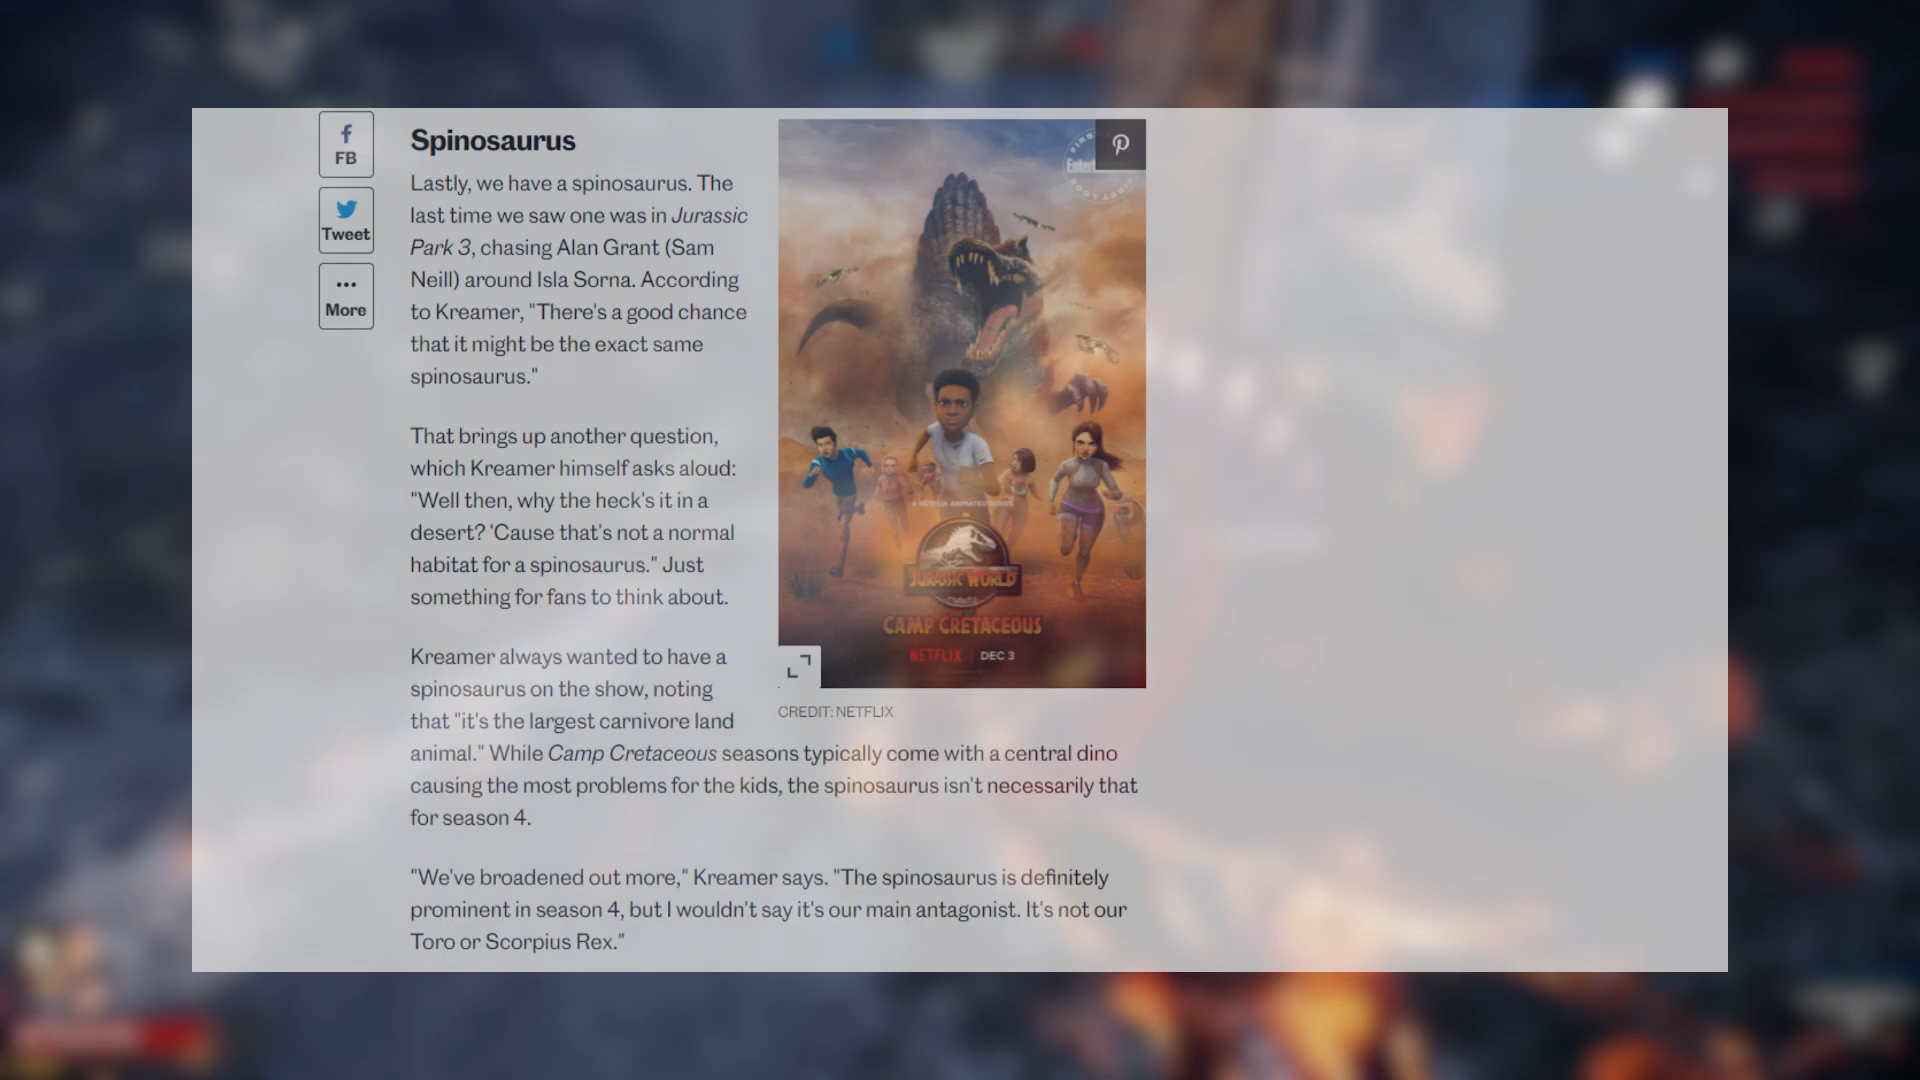 FB
Tweet
More
Spinosaurus
Lastly, we have a spinosaurus. The
last time we saw one was in Jurassic
Park 3, chasing Alan Grant (Sam
Neill) around Isla Sorna. According
to Kreamer, "There's a good chance
that it might be the exact same
spinosaurus."
That brings up another question,
which Kreamer himself asks aloud:
"Well then, why the heck's it in a
desert? 'Cause that's not a normal
habitat for a spinosaurus." Just
something for fans to think about.
Kreamer always wanted to have a
spinosaurus on the show, noting
that "it's the largest carnivore land
animal." While Camp Cretaceous seasons typically come with a central dino
causing the most problems for the kids, the spinosaurus isn't necessarily that
for season 4.
"We've broadened out more," Kreamer says. "The spinosaurus is definitely
prominent in season 4, but I wouldn't say it's our main antagonist. It's not our
Toro or Scorpius Rex."
FIRST LOOK
A NETFLIX ANIMATED SERIES
JURASSIC WORLD
CAMP CRETACEOUS
NETFLIX | DEC 3
CREDIT: NETFLIX